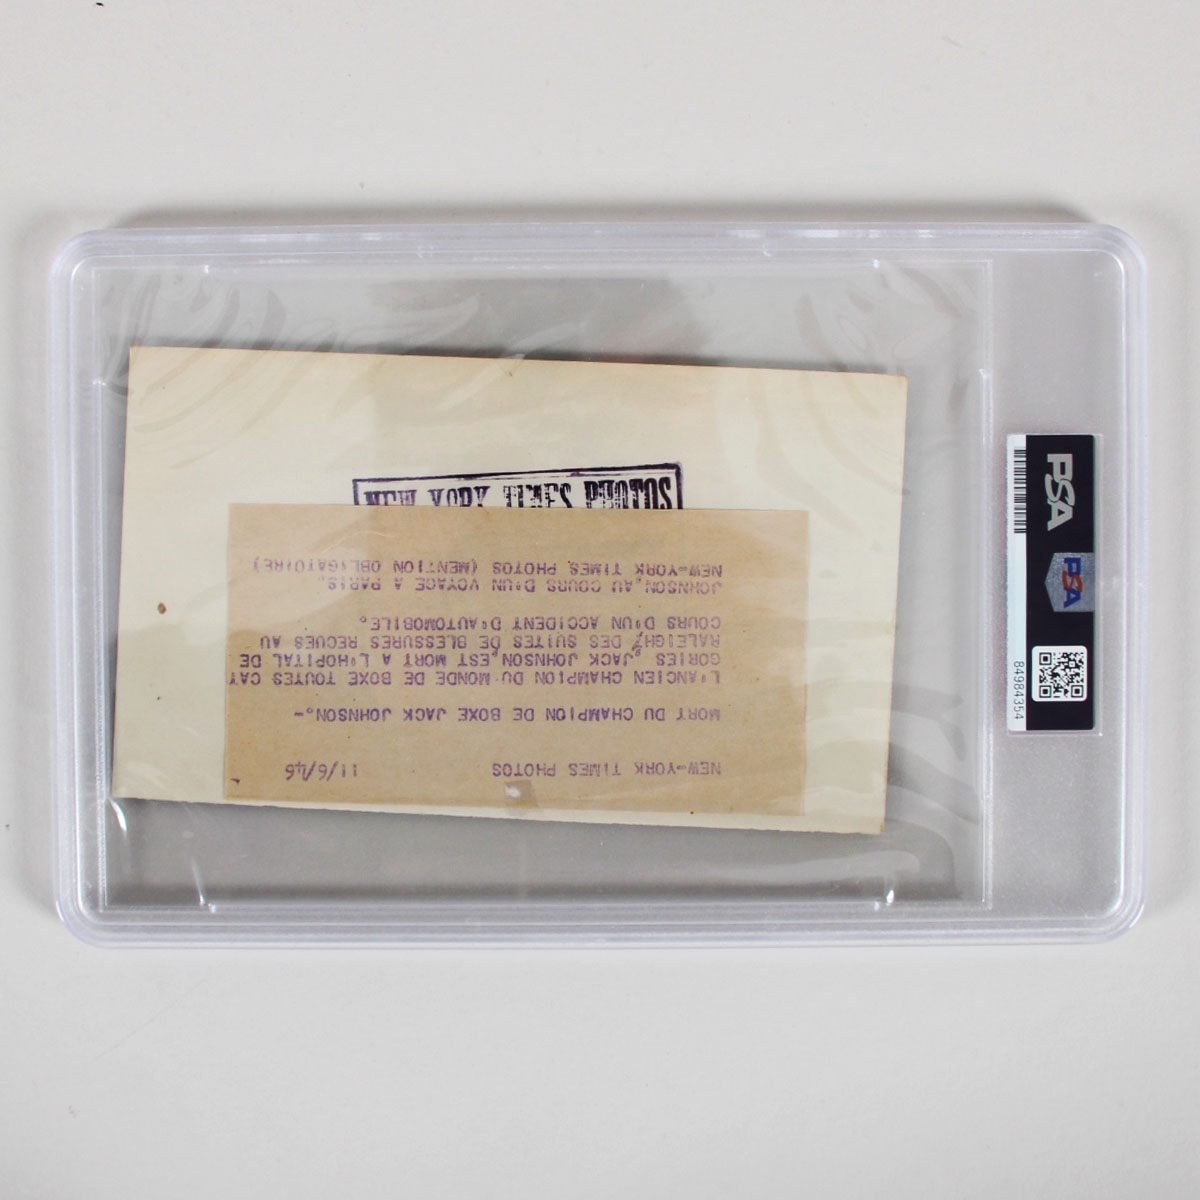 NEW YORK TIMES PHOTOS
NEW-YORK TIMES PHOTOS 11/6/46
MORT DU CHAMPION DE BOXE JACK JOHNSON.-
L'ANCIEN CHAMPION DU MONDE DE BOXE TOUTES CAT
GORIES, JACK JOHNSON, EST MORT A L'HOPITAL DE
RALEIGH, DES SUITES DE BLESSURES RECUES AU
COURS D'UN ACCIDENT D'AUTOMOBILE.
JOHNSON, AU COURS D'UN VOYAGE A PARIS.
NEW-YORK TIMES PHOTOS (MENTION OBLIGATOIRE)
PSA
PSA
84984354